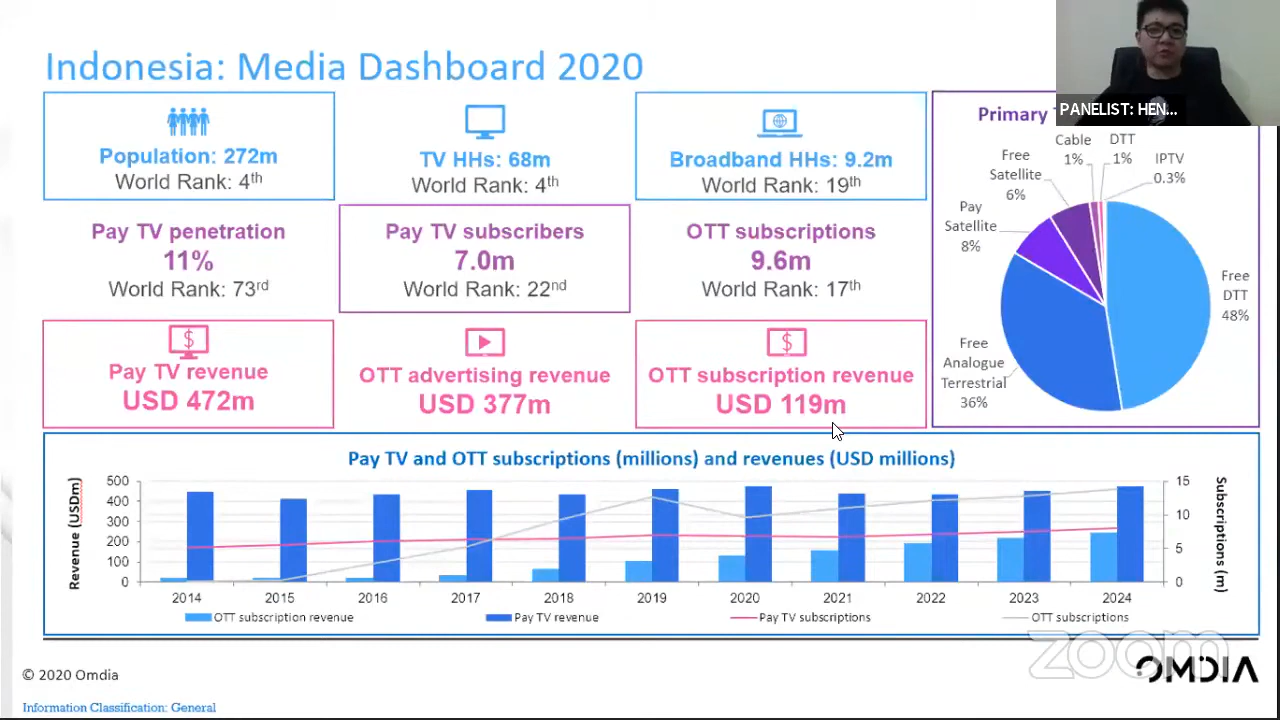 Indonesia: Media Dashboard 2020
PANELIST: HEN...
Population: 272m
World Rank: 4th
TV HHs: 68m
World Rank: 4th
Broadband HHs: 9.2m
World Rank: 19th
Pay TV penetration
11%
World Rank: 73rd
Pay TV subscribers
7.0m
World Rank: 22nd
OTT subscriptions
9.6m
World Rank: 17th
$
Pay TV revenue
USD 472m
OTT advertising revenue
USD 377m
$
OTT subscription revenue
USD 119m
Primary
Cable
1%
DTT
1%
IPTV
0.3%
Free
Satellite
6%
Pay
Satellite
8%
Free
DTT
48%
Free
Analogue
Terrestrial
36%
Pay TV and OTT subscriptions (millions) and revenues (USD millions)
Revenue (USDm)
500
400
300
200
100
0
15
10
5
0
Subscriptions (m)
2014 2015 2016 2017 2018 2019 2020 2021 2022 2023 2024
OTT subscription revenue Pay TV revenue Pay TV subscriptions OTT subscriptions
zoom
OMDIA
© 2020 Omdia
Information Classification: General